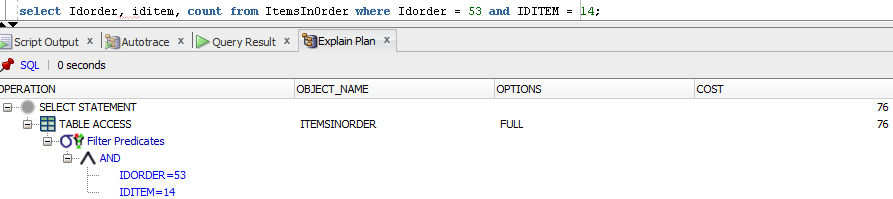 select Idorder, iditem, count from ItemsInOrder where Idorder = 53 and IDITEM = 14;
Script Output x Autotrace x Query Result x Explain Plan x
SQL | 0 seconds
OPERATION OBJECT_NAME OPTIONS COST
SELECT STATEMENT 76
TABLE ACCESS ITEMSINORDER FULL 76
Filter Predicates
AND
IDORDER=53
IDITEM=14